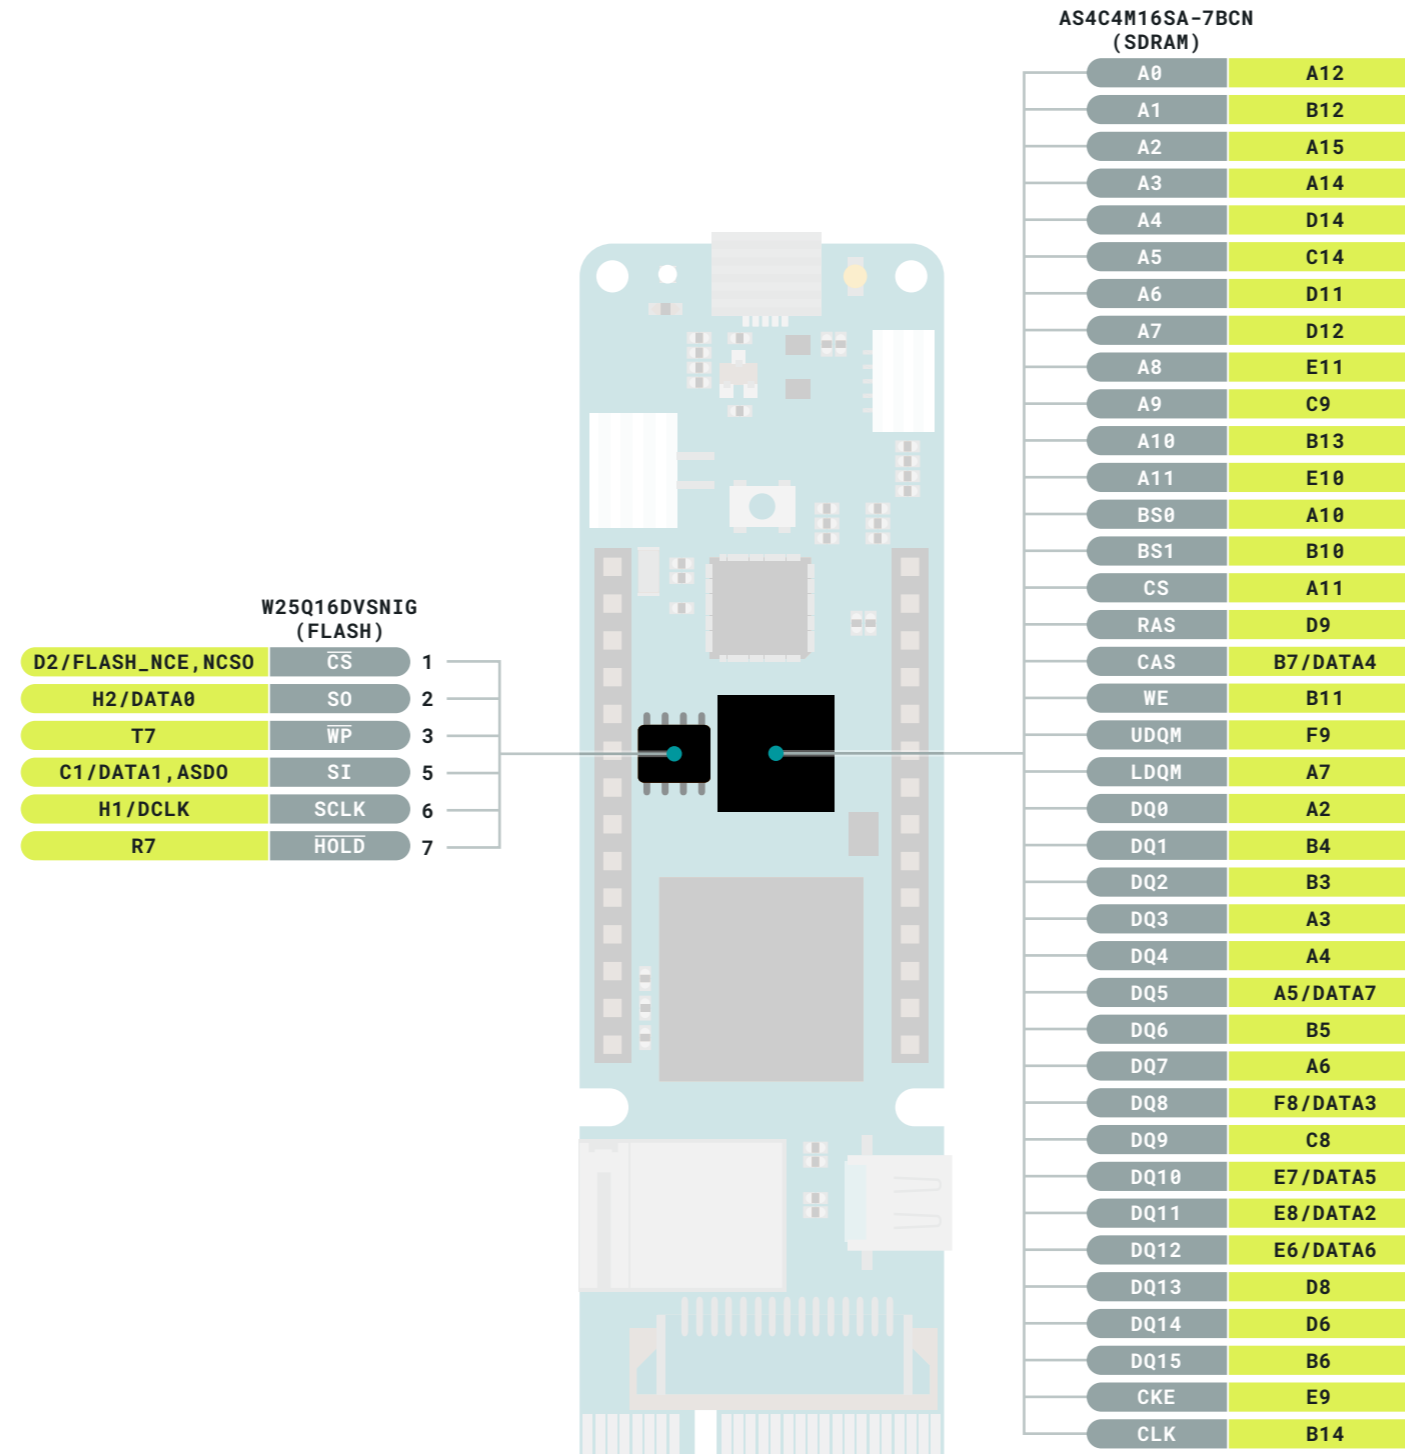 AS4C4M16SA-7BCN
(SDRAM)
A0 A12
A1 B12
A2 A15
A3 A14
A4 D14
A5 C14
A6 D11
A7 D12
A8 E11
A9 C9
A10 B13
A11 E10
BS0 A10
BS1 B10
CS A11
RAS D9
CAS B7/DATA4
WE B11
UDQM F9
LDQM A7
DQ0 A2
DQ1 B4
DQ2 B3
DQ3 A3
DQ4 A4
DQ5 A5/DATA7
DQ6 B5
DQ7 A6
DQ8 F8/DATA3
DQ9 C8
DQ10 E7/DATA5
DQ11 E8/DATA2
DQ12 E6/DATA6
DQ13 D8
DQ14 D6
DQ15 B6
CKE E9
CLK B14
W25Q16DVSNIG
(FLASH)
D2/FLASH_NCE,NCSO C̅S̅ 1
H2/DATA0 SO 2
T7 W̅P̅ 3
C1/DATA1,ASDO SI 5
H1/DCLK SCLK 6
R7 H̅O̅L̅D̅ 7